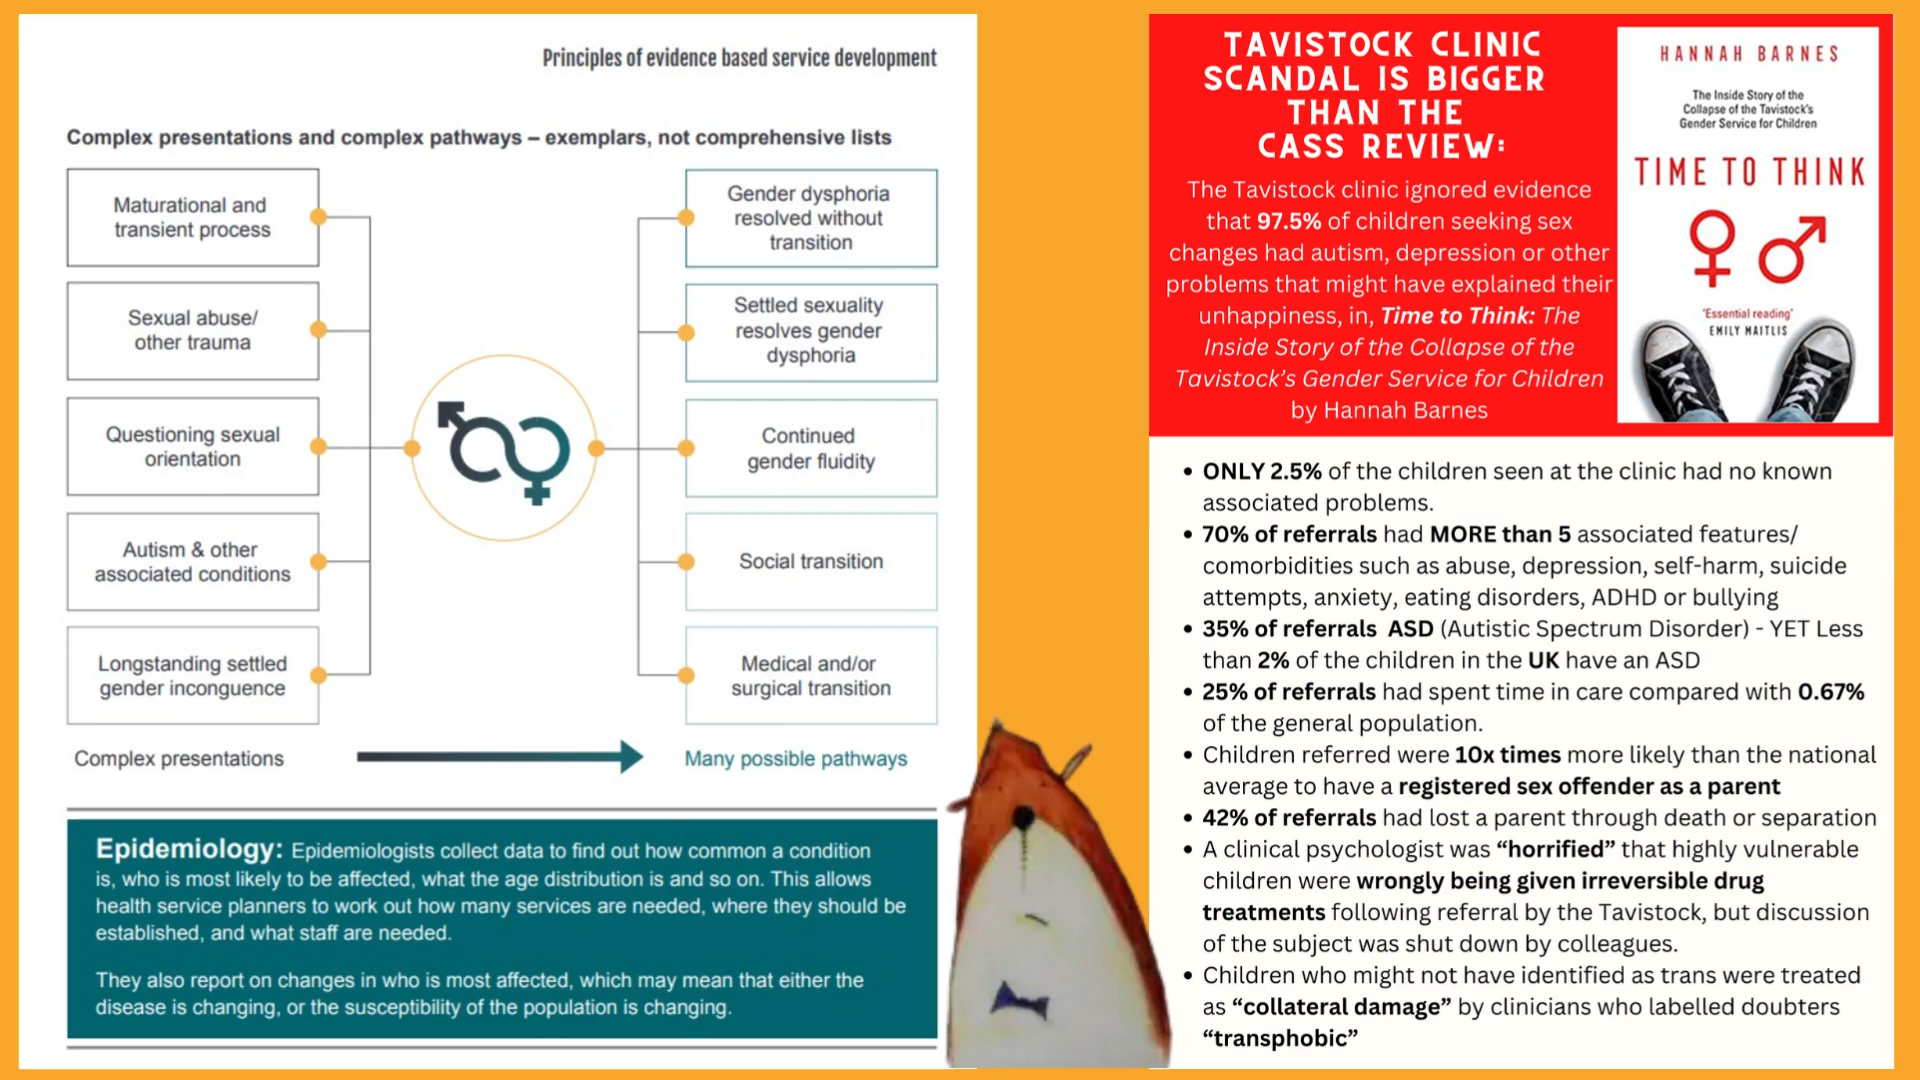 Principles of evidence based service development
Complex presentations and complex pathways – exemplars, not comprehensive lists
Maturational and
transient process
Sexual abuse/
other trauma
Questioning sexual
orientation
Autism & other
associated conditions
Longstanding settled
gender inconguence
Gender dysphoria
resolved without
transition
Settled sexuality
resolves gender
dysphoria
Continued
gender fluidity
Social transition
Medical and/or
surgical transition
Complex presentations
Many possible pathways
Epidemiology: Epidemiologists collect data to find out how common a condition
is, who is most likely to be affected, what the age distribution is and so on. This allows
health service planners to work out how many services are needed, where they should be
established, and what staff are needed.
They also report on changes in who is most affected, which may mean that either the
disease is changing, or the susceptibility of the population is changing.
TAVISTOCK CLINIC
SCANDAL IS BIGGER
THAN THE
CASS REVIEW:
The Tavistock clinic ignored evidence
that 97.5% of children seeking sex
changes had autism, depression or other
problems that might have explained their
unhappiness, in, Time to Think: The
Inside Story of the Collapse of the
Tavistock's Gender Service for Children
by Hannah Barnes
HANNAH BARNES
The Inside Story of the
Collapse of the Tavistock's
Gender Service for Children
TIME TO THINK
'Essential reading'
EMILY MAITLIS
• ONLY 2.5% of the children seen at the clinic had no known
associated problems.
• 70% of referrals had MORE than 5 associated features/
comorbidities such as abuse, depression, self-harm, suicide
attempts, anxiety, eating disorders, ADHD or bullying
• 35% of referrals ASD (Autistic Spectrum Disorder) - YET Less
than 2% of the children in the UK have an ASD
• 25% of referrals had spent time in care compared with 0.67%
of the general population.
• Children referred were 10x times more likely than the national
average to have a registered sex offender as a parent
• 42% of referrals had lost a parent through death or separation
• A clinical psychologist was “horrified” that highly vulnerable
children were wrongly being given irreversible drug
treatments following referral by the Tavistock, but discussion
of the subject was shut down by colleagues.
• Children who might not have identified as trans were treated
as “collateral damage” by clinicians who labelled doubters
“transphobic”